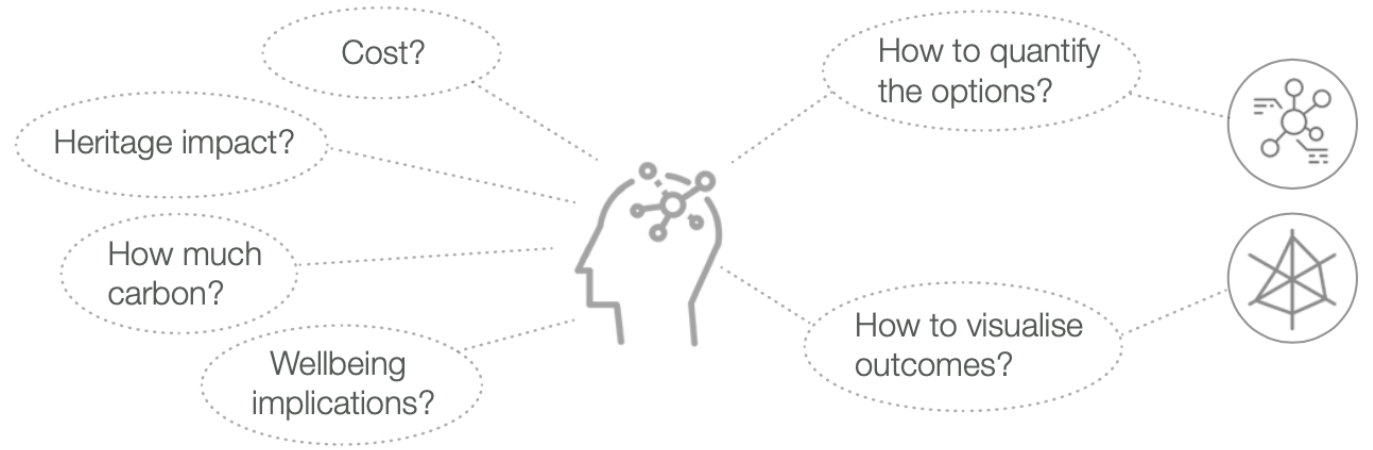 Cost?
Heritage impact?
How much
carbon?
Wellbeing
implications?
How to quantify
the options?
How to visualise
outcomes?